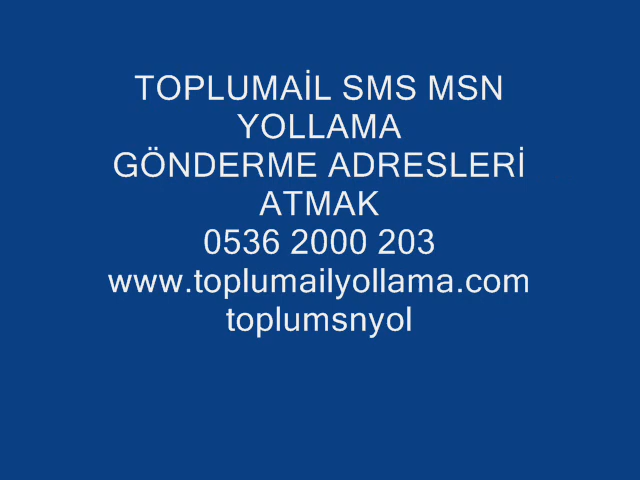 TOPLUMAİL SMS MSN
YOLLAMA
GÖNDERME ADRESLERİ
ATMAK
0536 2000 203
www.toplumailyollama.com
toplumsnyol